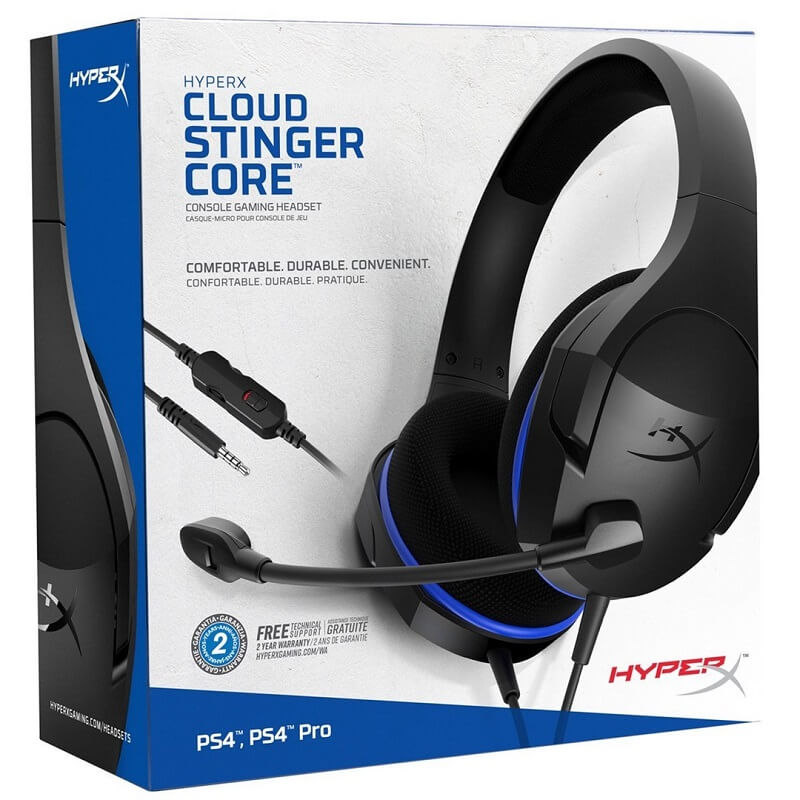 HYPERX
HYPERX
CLOUD
STINGER
CORE™
CONSOLE GAMING HEADSET
CASQUE-MICRO POUR CONSOLE DE JEU
COMFORTABLE. DURABLE. CONVENIENT.
CONFORTABLE. DURABLE. PRATIQUE.
2
FREE TECHNICAL SUPPORT | ASSISTANCE TECHNIQUE GRATUITE
2 YEAR WARRANTY/2 ANS DE GARANTIE
HYPERXGAMING.COM/WA
HYPERX™
HYPERXGAMING.COM/HEADSETS
PS4™, PS4™ Pro